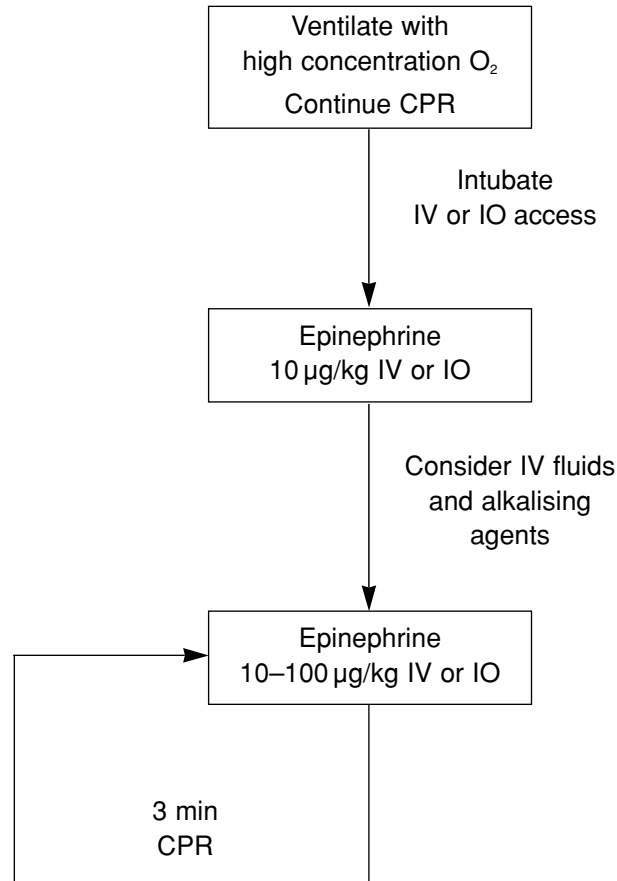 Ventilate with
high concentration O₂
Continue CPR
Intubate
IV or IO access
Epinephrine
10 µg/kg IV or IO
Consider IV fluids
and alkalising
agents
Epinephrine
10–100 µg/kg IV or IO
3 min
CPR